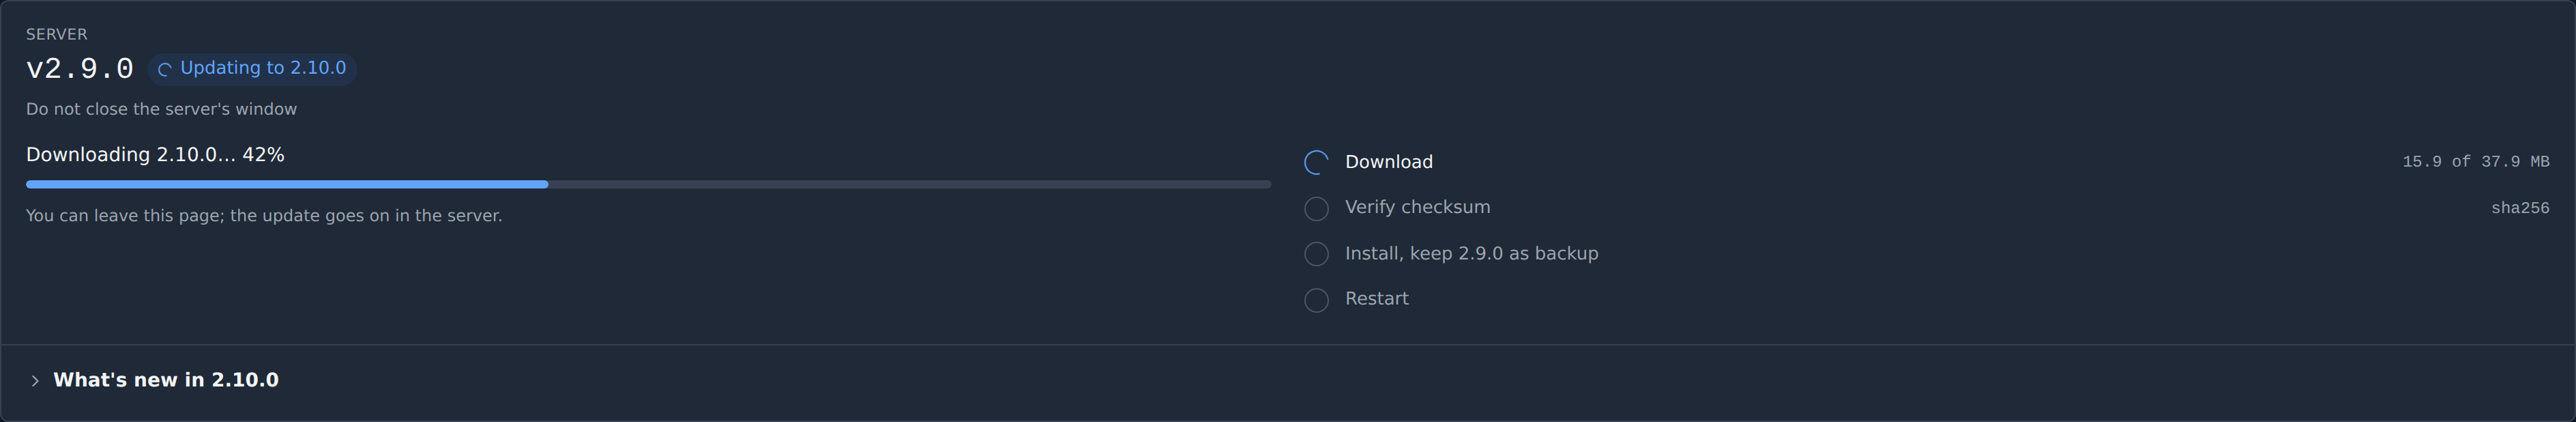 SERVER
v2.9.0 Updating to 2.10.0
Do not close the server's window
Downloading 2.10.0... 42%
You can leave this page; the update goes on in the server.
Download 15.9 of 37.9 MB
Verify checksum sha256
Install, keep 2.9.0 as backup
Restart
What's new in 2.10.0